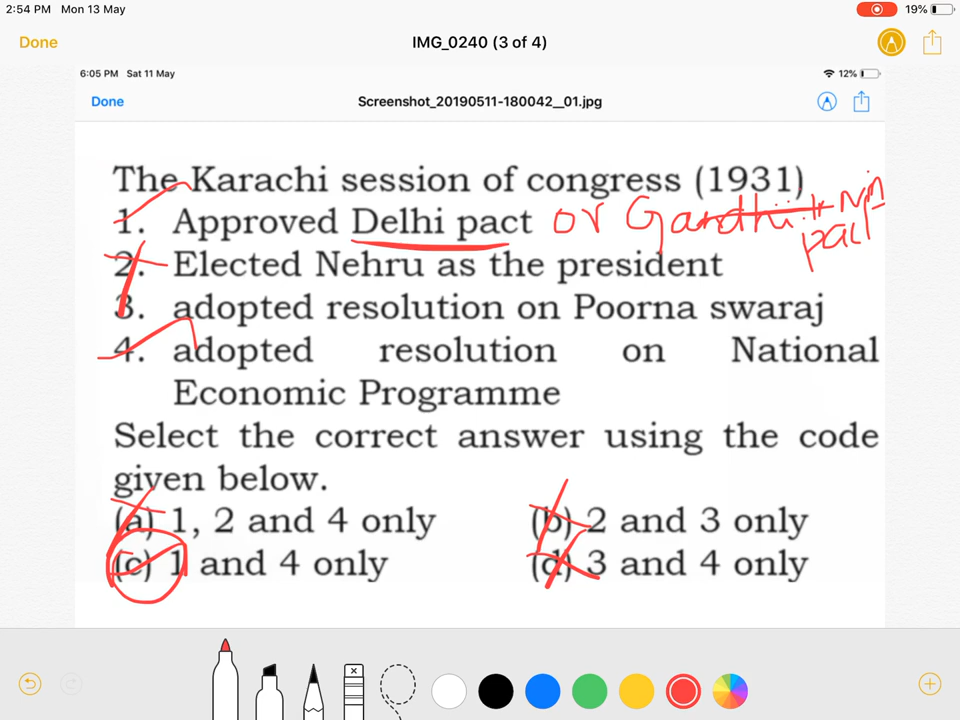 2:54 PM Mon 13 May
19%
Done
IMG_0240 (3 of 4)
6:05 PM Sat 11 May
12%
Done
Screenshot_20190511-180042__01.jpg
The Karachi session of congress (1931)
1. Approved Delhi pact or Gandhi Irwin
pact
2. Elected Nehru as the president
3. adopted resolution on Poorna swaraj
4. adopted resolution on National
Economic Programme
Select the correct answer using the code
given below.
(a) 1, 2 and 4 only (b) 2 and 3 only
(c) 1 and 4 only (d) 3 and 4 only